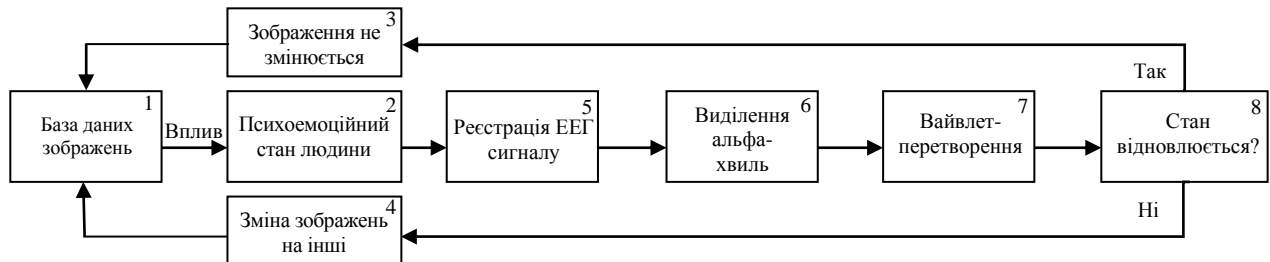 3
Зображення не
змінюється
Так
1
База даних
зображень
Вплив
2
Психоемоційний
стан людини
5
Реєстрація ЕЕГ
сигналу
6
Виділення
альфа-
хвиль
7
Вайвлет-
перетворення
8
Стан
відновлюється?
4
Зміна зображень
на інші
Ні